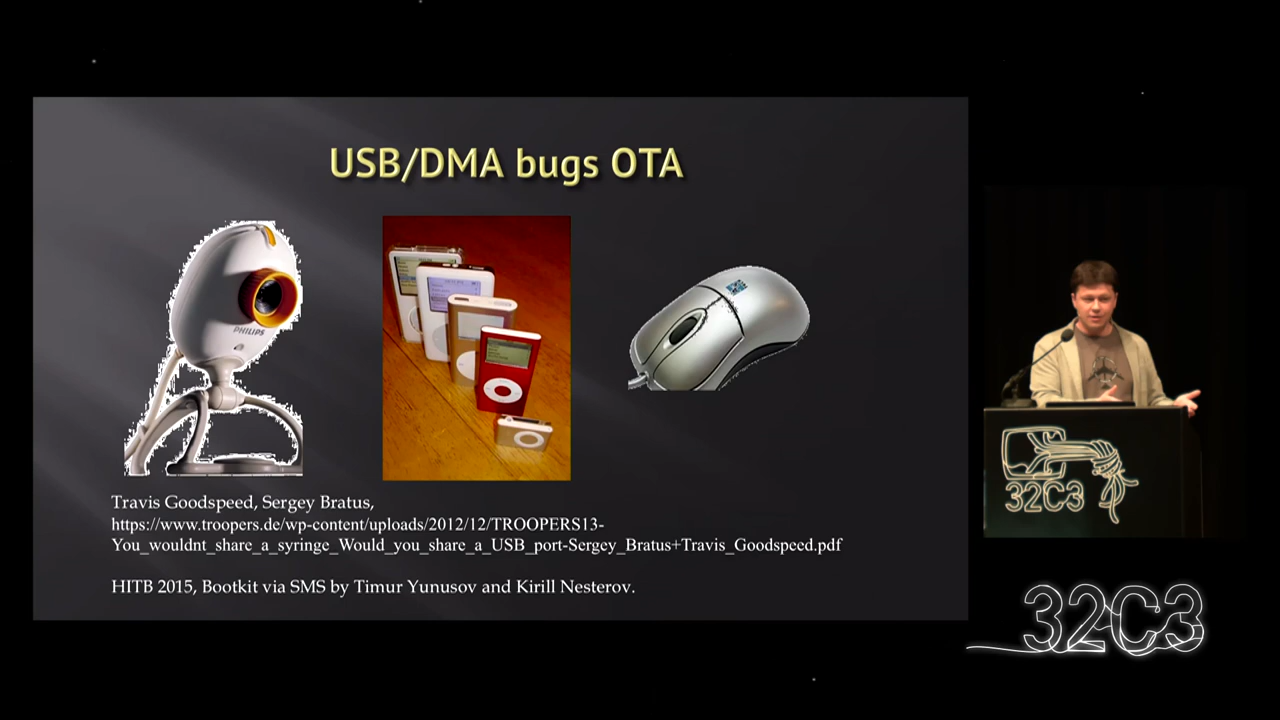 USB/DMA bugs OTA
PHILIPS
Travis Goodspeed, Sergey Bratus,
https://www.troopers.de/wp-content/uploads/2012/12/TROOPERS13-
You_wouldnt_share_a_syringe_Would_you_share_a_USB_port-Sergey_Bratus+Travis_Goodspeed.pdf
HITB 2015, Bootkit via SMS by Timur Yunusov and Kirill Nesterov.
32C3
32C3